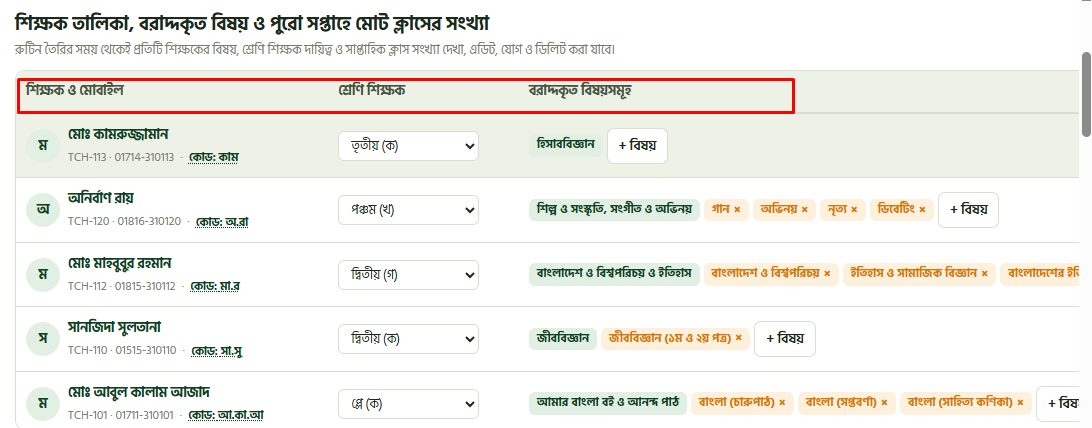 শিক্ষক তালিকা, বরাদ্দকৃত বিষয় ও পুরো সপ্তাহে মোট ক্লাসের সংখ্যা
রুটিন তৈরির সময় থেকেই প্রতিটি শিক্ষকের বিষয়, শ্রেণি শিক্ষক দায়িত্ব ও সাপ্তাহিক ক্লাস সংখ্যা দেখা, এডিট, যোগ ও ডিলিট করা যাবে।
শিক্ষক ও মোবাইল শ্রেণি শিক্ষক বরাদ্দকৃত বিষয়সমূহ
ম মোঃ কামরুজ্জামান তৃতীয় (ক) হিসাববিজ্ঞান + বিষয়
TCH-113 · 01714-310113 · কোড: কাম
অ অনির্বাণ রায় পঞ্চম (খ) শিল্প ও সংস্কৃতি, সংগীত ও অভিনয় গান × অভিনয় × নৃত্য × ডিবেটিং × + বিষয়
TCH-120 · 01816-310120 · কোড: অ.রা
ম মোঃ মাহবুবুর রহমান দ্বিতীয় (গ) বাংলাদেশ ও বিশ্বপরিচয় ও ইতিহাস বাংলাদেশ ও বিশ্বপরিচয় × ইতিহাস ও সামাজিক বিজ্ঞান × বাংলাদেশের
TCH-112 · 01815-310112 · কোড: মা.র
স সানজিদা সুলতানা দ্বিতীয় (ক) জীববিজ্ঞান জীববিজ্ঞান (১ম ও ২য় পত্র) × + বিষয়
TCH-110 · 01515-310110 · কোড: সা.সু
ম মোঃ আবুল কালাম আজাদ প্লে (ক) আমার বাংলা বই ও আনন্দ পাঠ বাংলা (চারুপাঠ) × বাংলা (সপ্তবর্ণা) × বাংলা (সাহিত্য কণিকা) × + বিষ
TCH-101 · 01711-310101 · কোড: আ.কা.আ